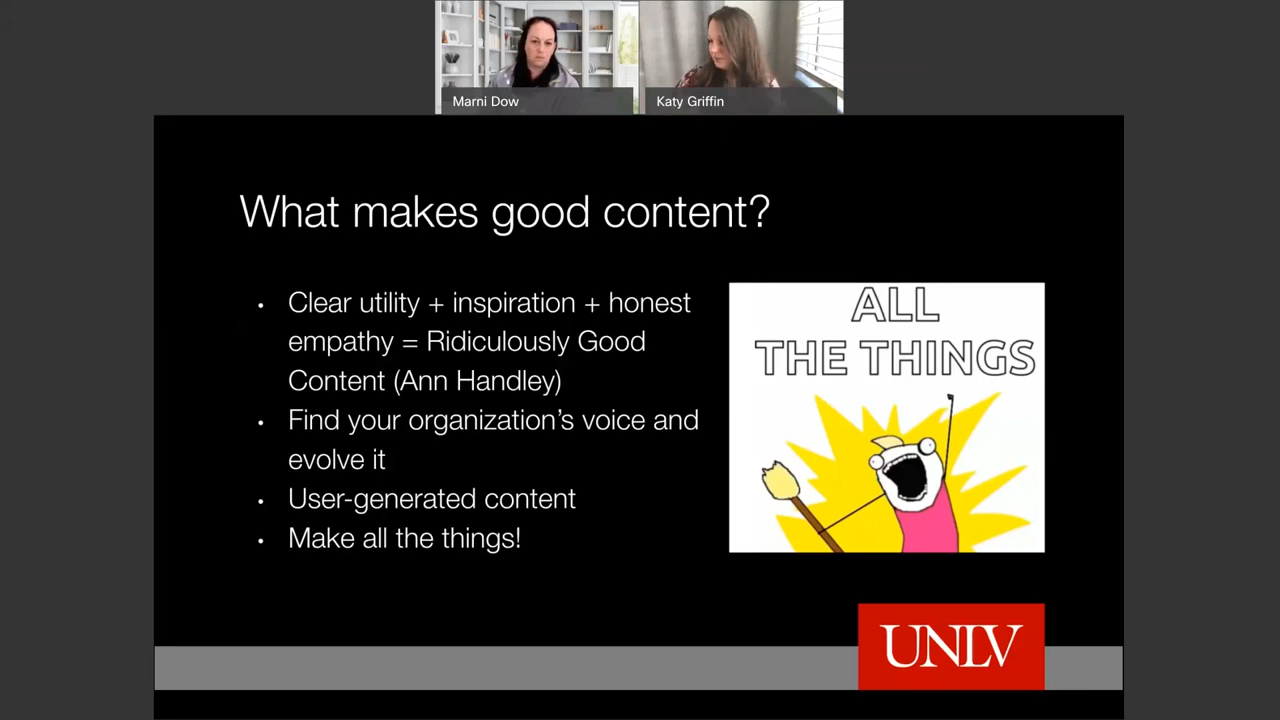 Marni Dow
Katy Griffin
What makes good content?
• Clear utility + inspiration + honest
empathy = Ridiculously Good
Content (Ann Handley)
• Find your organization's voice and
evolve it
• User-generated content
• Make all the things!
ALL
THE THINGS
UNLV